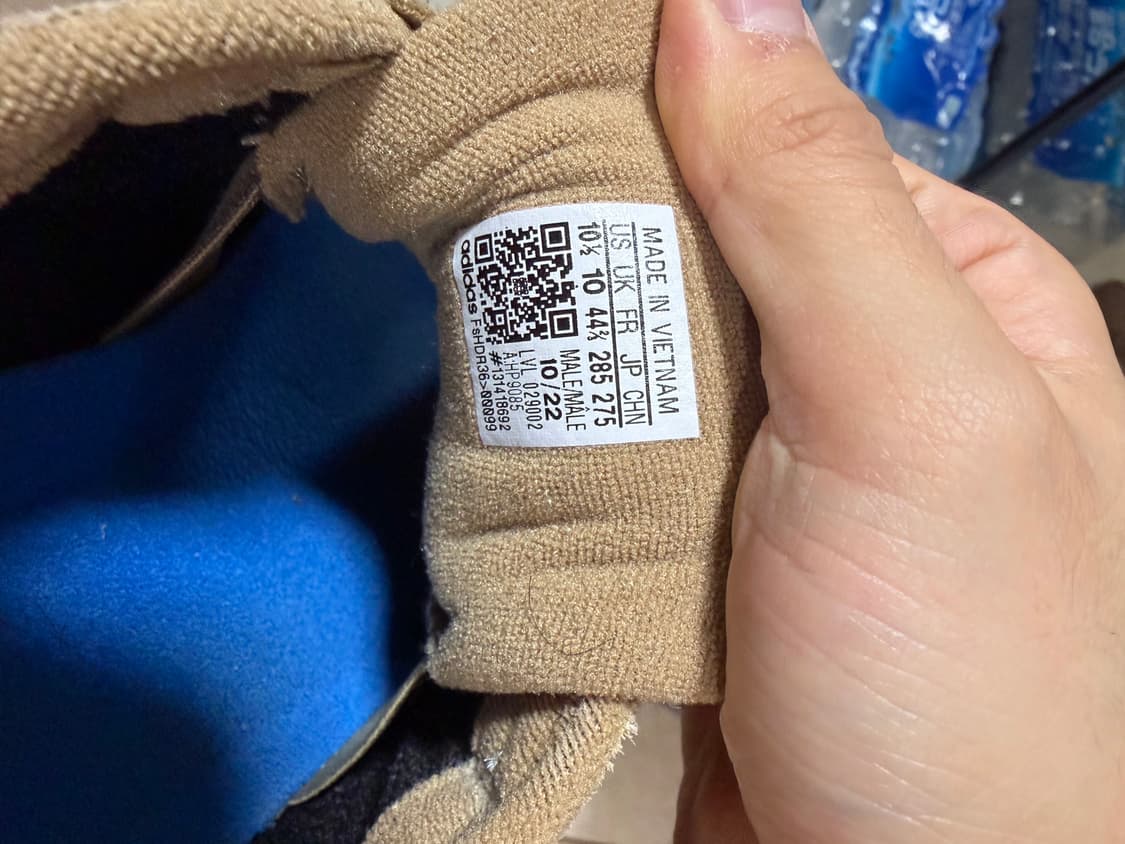 MADE IN VIETNAM
US UK FR JP CHN
10½ 10 44⅔ 285 275
MALE/MÂLE
10/22
LVL 029002
A:HP9085
#131418692
adidas FsHDR36>00099